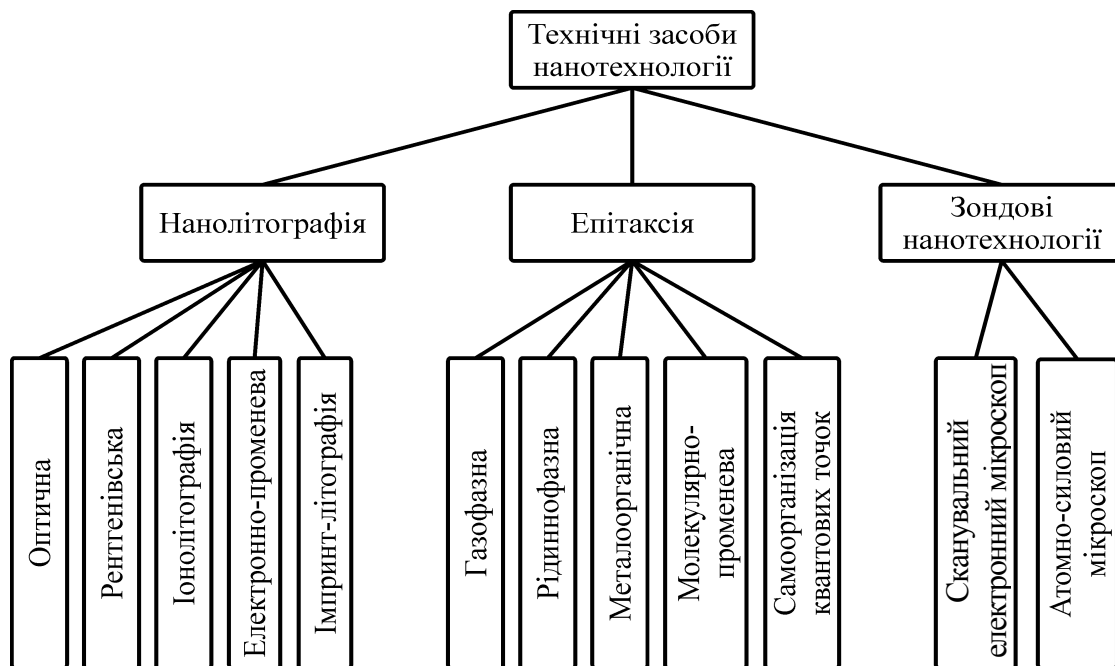 Технічні засоби
нанотехнології
Нанолітографія
Епітаксія
Зондові
нанотехнології
Оптична
Рентгенівська
Іонолітографія
Електронно-променева
Імпринт-літографія
Газофазна
Рідиннофазна
Металоорганічна
Молекулярно-
променева
Самоорганізація
квантових точок
Сканувальний
електронний мікроскоп
Атомно-силовий
мікроскоп